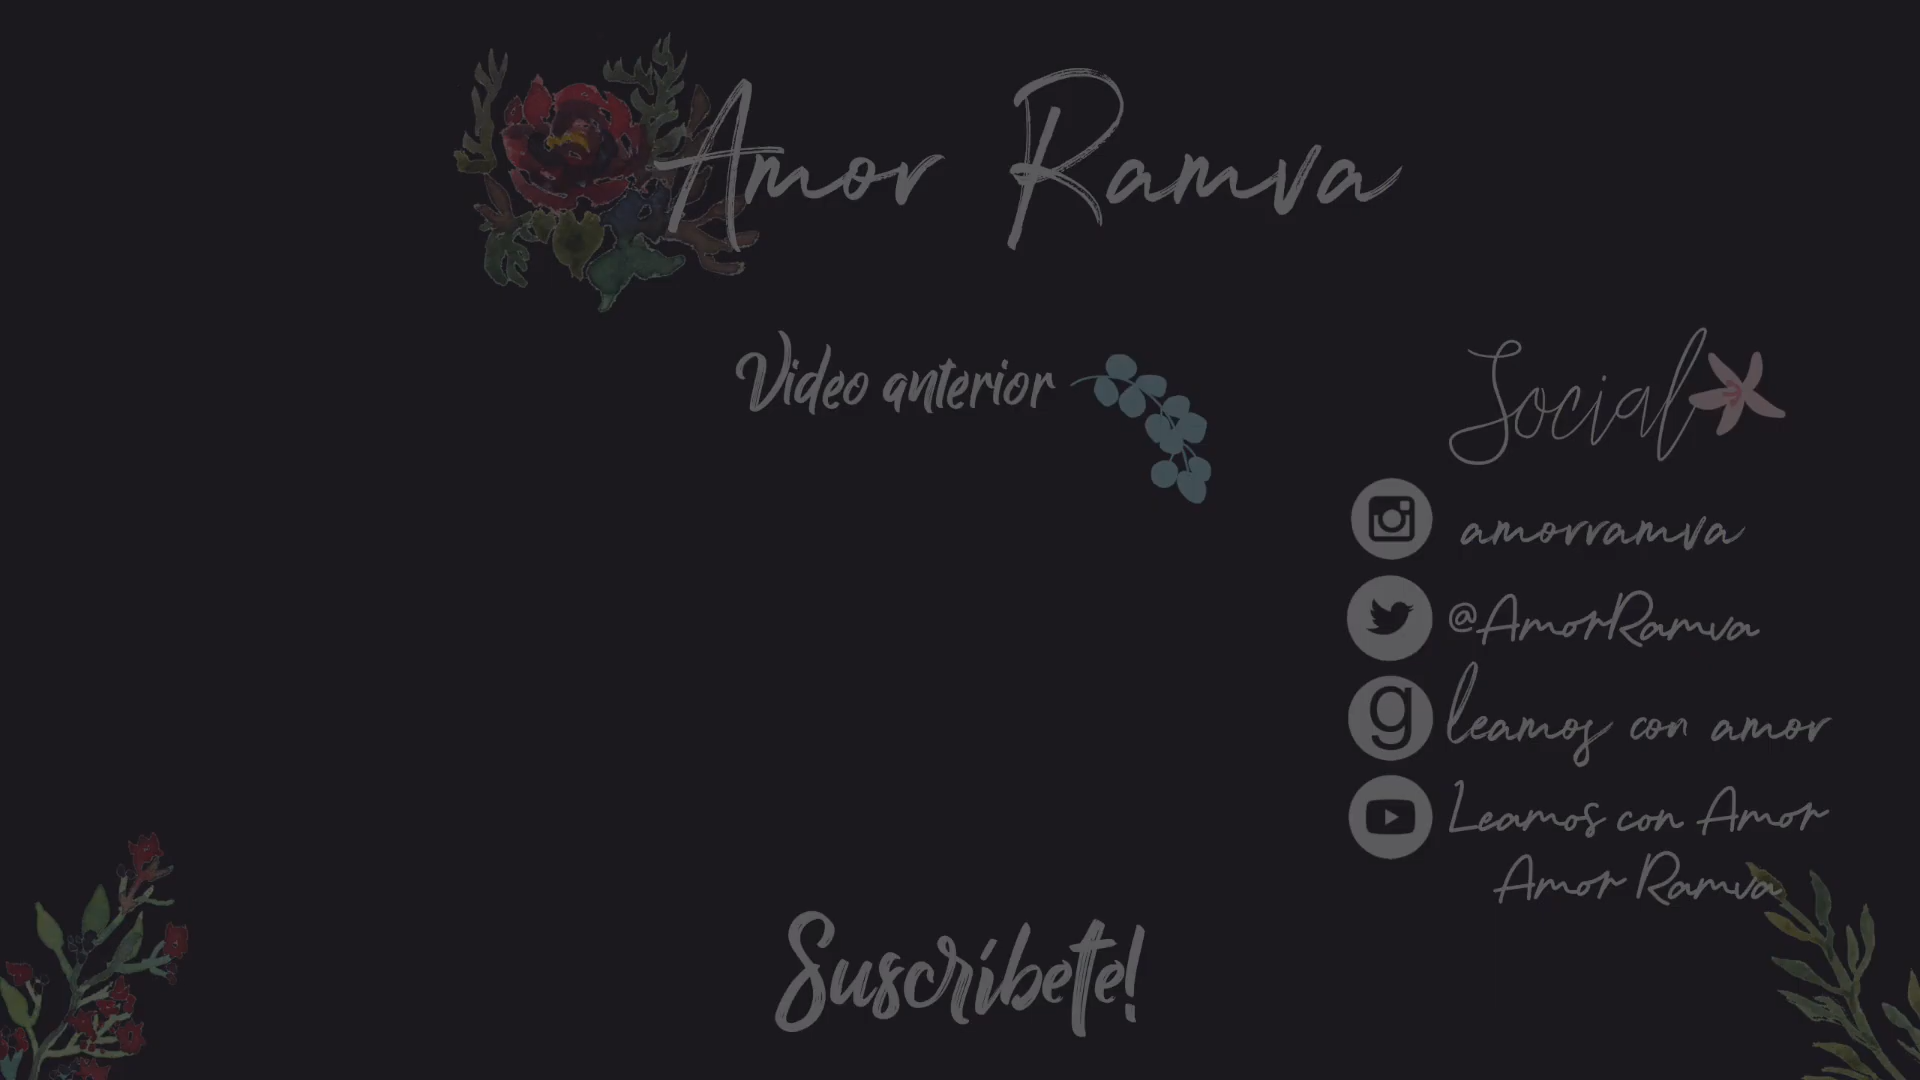 Amor Ramva
Video anterior
Social
amorramva
@AmorRamva
leamos con amor
Leamos con Amor
Amor Ramva
Suscríbete!